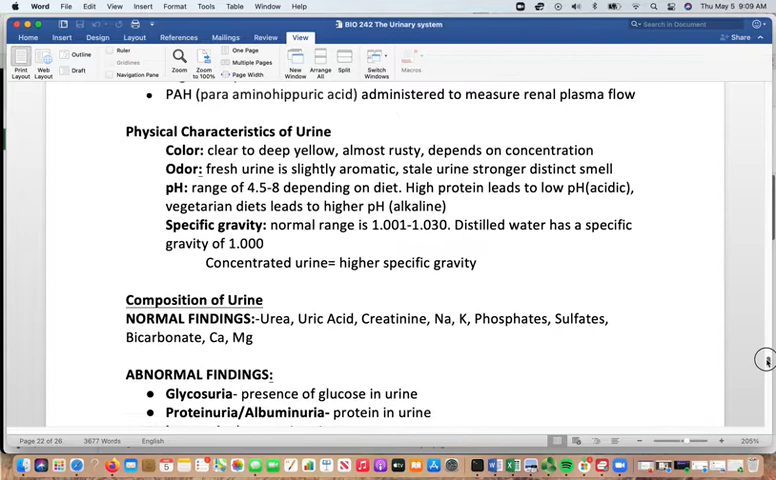 Word File Edit View Insert Format Tools Table Window Help
Thu May 5 9:09 AM
BIO 242 The Urinary system
Search in Document
Home Insert Design Layout References Mailings Review View
Share
Print Layout
Web Layout
Outline
Draft
Ruler
Gridlines
Navigation Pane
Zoom
Zoom to 100%
One Page
Multiple Pages
Page Width
New Window
Arrange All
Split
Switch Windows
Macros
• PAH (para aminohippuric acid) administered to measure renal plasma flow
Physical Characteristics of Urine
Color: clear to deep yellow, almost rusty, depends on concentration
Odor: fresh urine is slightly aromatic, stale urine stronger distinct smell
pH: range of 4.5-8 depending on diet. High protein leads to low pH(acidic),
vegetarian diets leads to higher pH (alkaline)
Specific gravity: normal range is 1.001-1.030. Distilled water has a specific
gravity of 1.000
Concentrated urine= higher specific gravity
Composition of Urine
NORMAL FINDINGS:-Urea, Uric Acid, Creatinine, Na, K, Phosphates, Sulfates,
Bicarbonate, Ca, Mg
ABNORMAL FINDINGS:
• Glycosuria- presence of glucose in urine
• Proteinuria/Albuminuria- protein in urine
Page 22 of 26 3677 Words English
205%